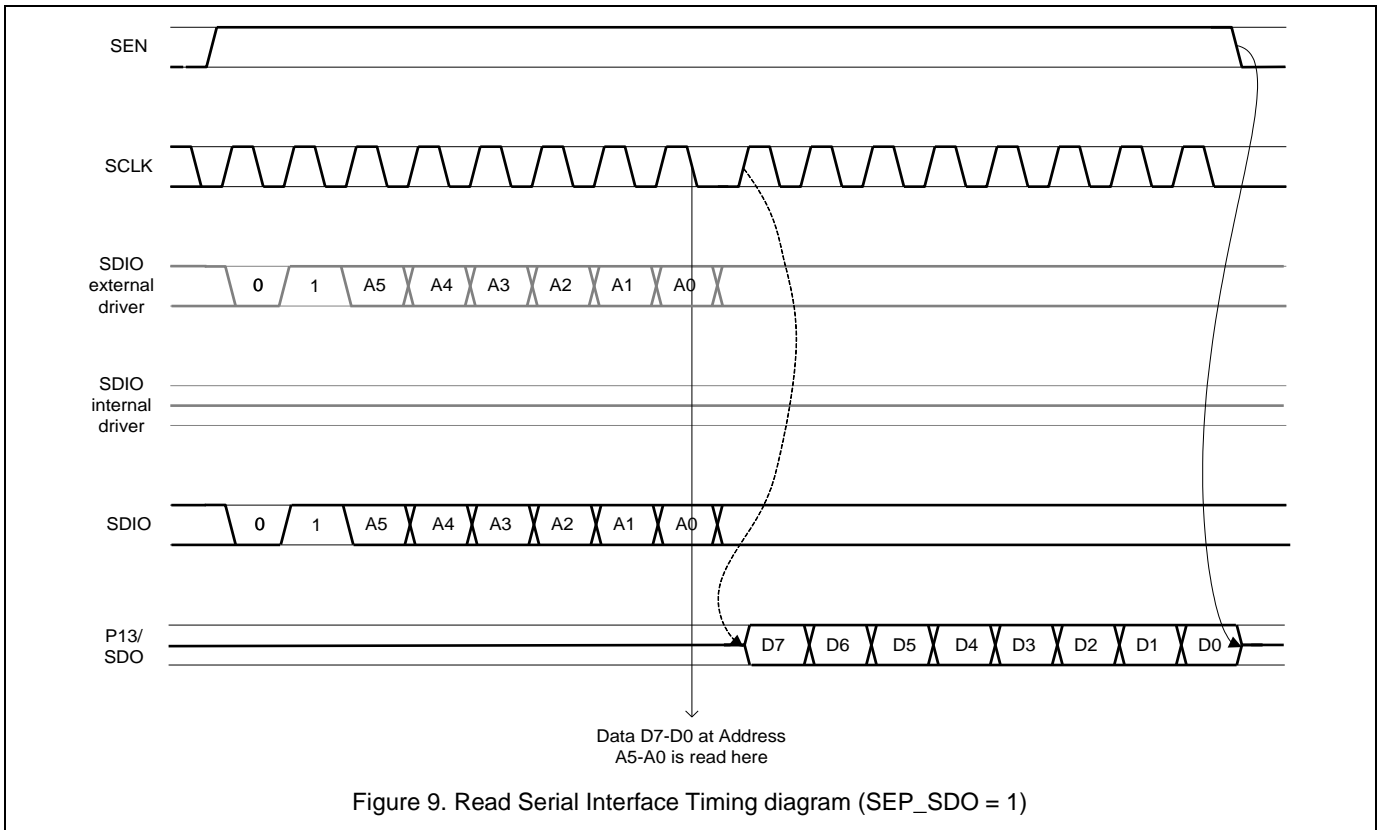 SEN
SCLK
SDIO
external
driver
0 1 A5 A4 A3 A2 A1 A0
SDIO
internal
driver
SDIO
0 1 A5 A4 A3 A2 A1 A0
P13/
SDO
D7 D6 D5 D4 D3 D2 D1 D0
Data D7-D0 at Address
A5-A0 is read here
Figure 9. Read Serial Interface Timing diagram (SEP_SDO = 1)